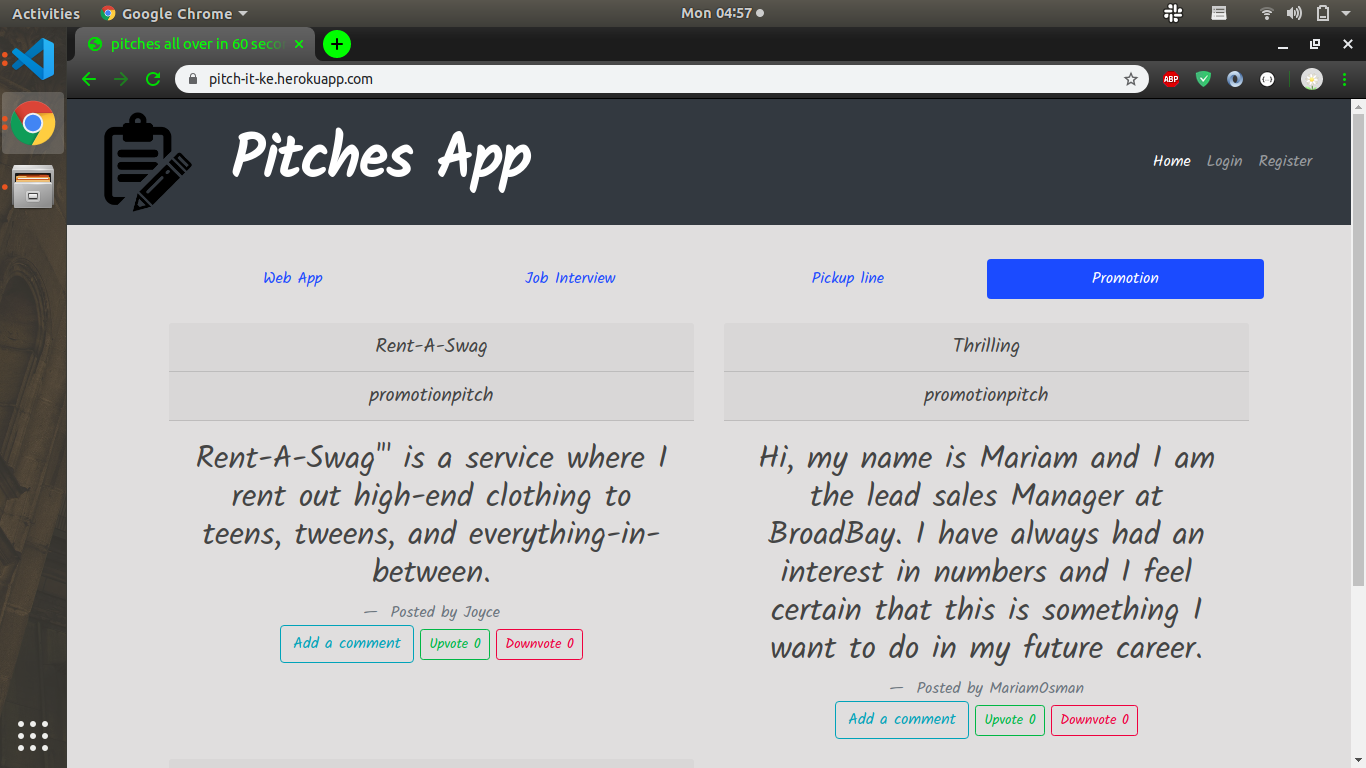 Activities Google Chrome Mon 04:57
pitches all over in 60 seco
pitch-it-ke.herokuapp.com ABP
Pitches App
Home Login Register
Web App Job Interview Pickup line Promotion
Rent-A-Swag
promotionpitch
Rent-A-Swag"' is a service where I
rent out high-end clothing to
teens, tweens, and everything-in-
between.
— Posted by Joyce
Add a comment Upvote 0 Downvote 0
Thrilling
promotionpitch
Hi, my name is Mariam and I am
the lead sales Manager at
BroadBay. I have always had an
interest in numbers and I feel
certain that this is something I
want to do in my future career.
— Posted by MariamOsman
Add a comment Upvote 0 Downvote 0